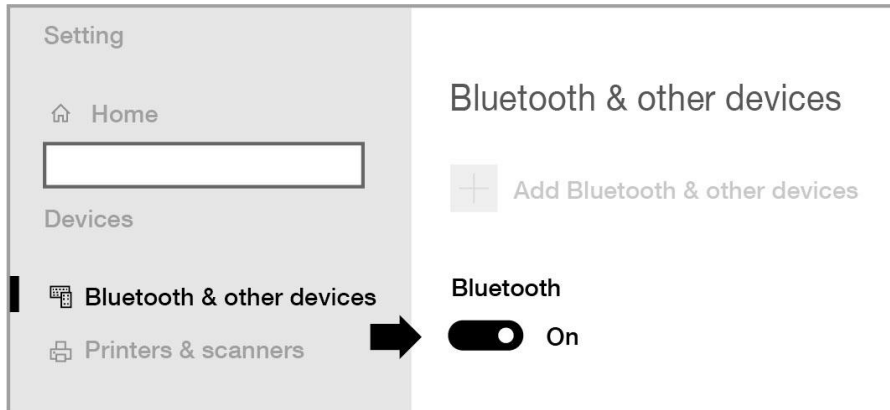 Setting
Home
Devices
Bluetooth & other devices
Printers & scanners
Bluetooth & other devices
Add Bluetooth & other devices
Bluetooth
On